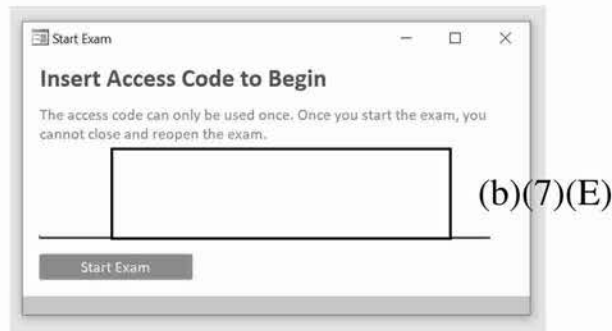 Start Exam
Insert Access Code to Begin
The access code can only be used once. Once you start the exam, you
cannot close and reopen the exam.
(b)(7)(E)
Start Exam